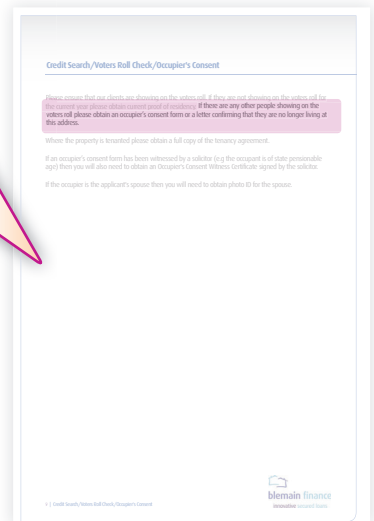 Credit Search/Voters Roll Check/Occupier's Consent
Please ensure that our clients are showing on the voters roll. If they are not showing on the voters roll for
the current year please obtain current proof of residency. If there are any other people showing on the
voters roll please obtain an occupier's consent form or a letter confirming that they are no longer living at
this address.
Where the property is tenanted please obtain a full copy of the tenancy agreement.
If an occupier's consent form has been witnessed by a solicitor (e.g the occupant is of state pensionable
age) then you will also need to obtain an Occupier's Consent Witness Certificate signed by the solicitor.
If the occupier is the applicant's spouse then you will need to obtain photo ID for the spouse.
blemain finance
| Credit Search/Voters Roll Check/Occupier's Consent